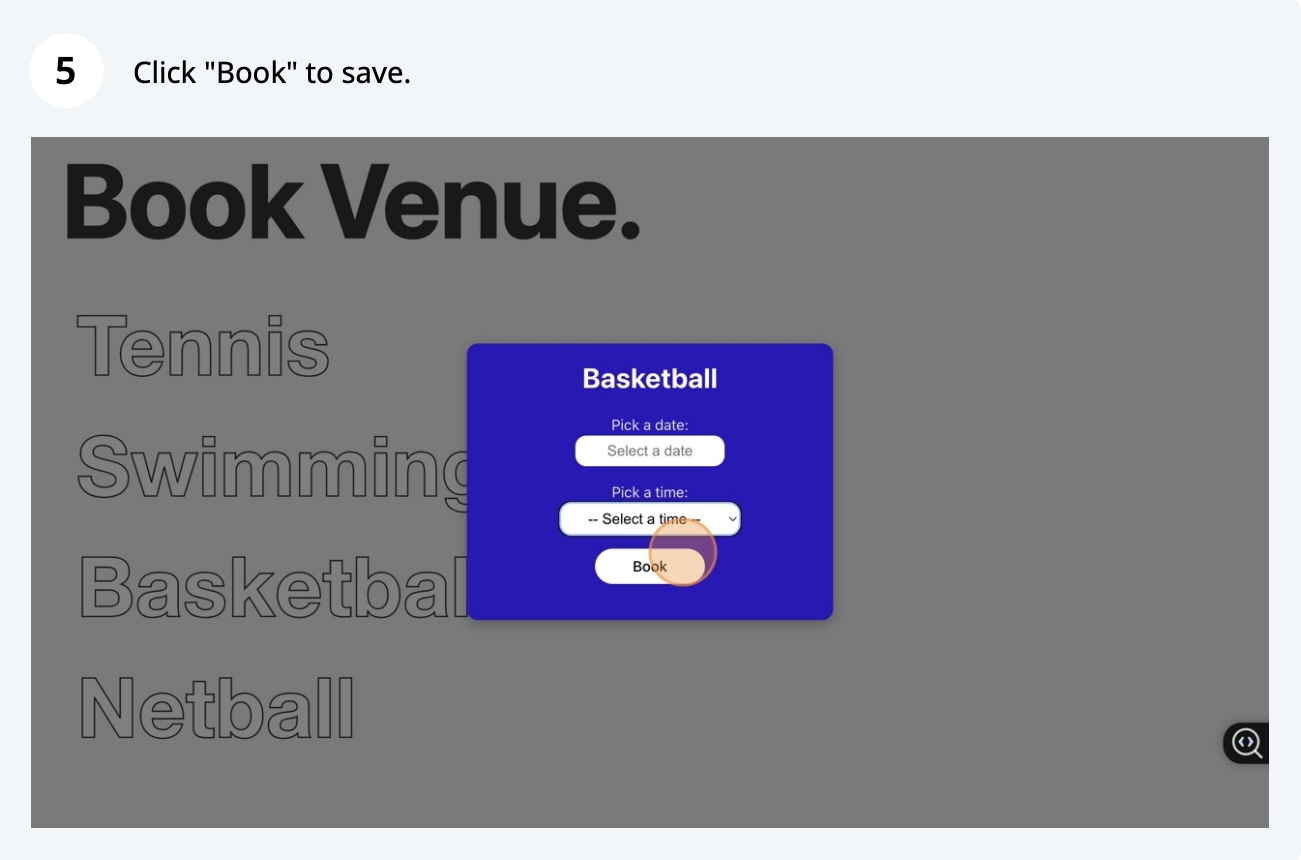 5
Click "Book" to save.
Book Venue.
Tennis
Swimming
Basketball
Netball
Basketball
Pick a date:
Select a date
Pick a time:
-- Select a time --
Book